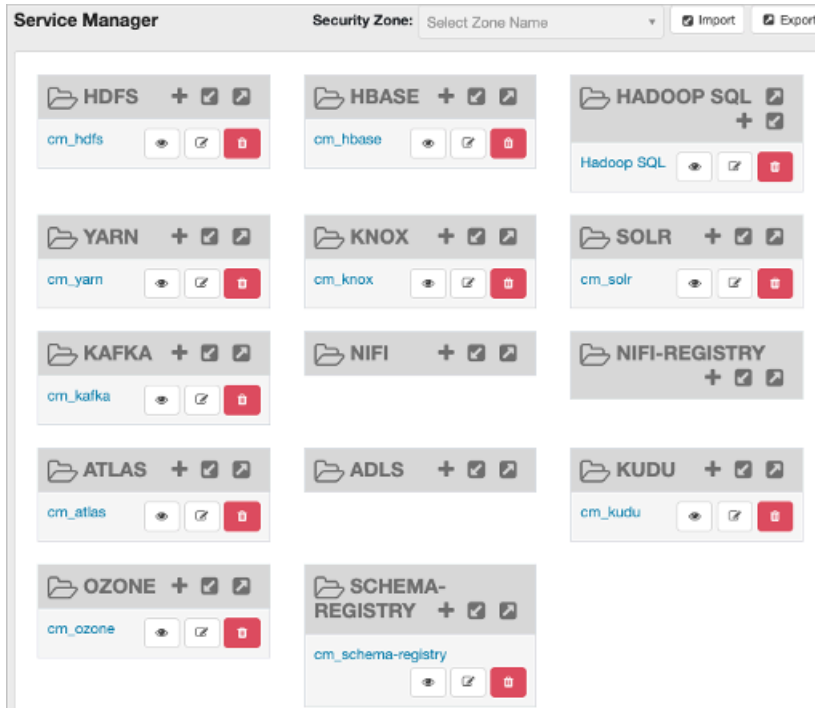 Service Manager
Security Zone: Select Zone Name Import Export
HDFS
cm_hdfs
HBASE
cm_hbase
HADOOP SQL
Hadoop SQL
YARN
cm_yarn
KNOX
cm_knox
SOLR
cm_solr
KAFKA
cm_kafka
NIFI
NIFI-REGISTRY
ATLAS
cm_atlas
ADLS
KUDU
cm_kudu
OZONE
cm_ozone
SCHEMA-
REGISTRY
cm_schema-registry